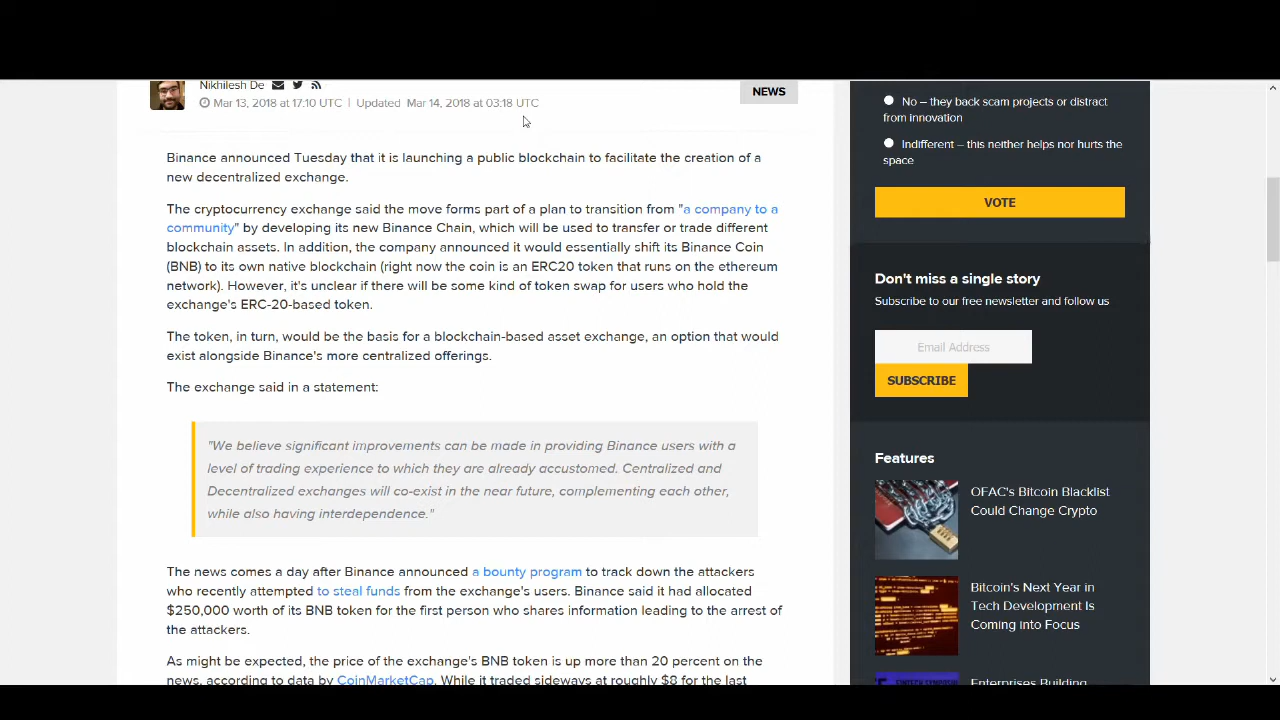 Nikhilesh De
Mar 13, 2018 at 17:10 UTC | Updated Mar 14, 2018 at 03:18 UTC
NEWS
Binance announced Tuesday that it is launching a public blockchain to facilitate the creation of a
new decentralized exchange.
The cryptocurrency exchange said the move forms part of a plan to transition from "a company to a
community" by developing its new Binance Chain, which will be used to transfer or trade different
blockchain assets. In addition, the company announced it would essentially shift its Binance Coin
(BNB) to its own native blockchain (right now the coin is an ERC20 token that runs on the ethereum
network). However, it's unclear if there will be some kind of token swap for users who hold the
exchange's ERC-20-based token.
The token, in turn, would be the basis for a blockchain-based asset exchange, an option that would
exist alongside Binance's more centralized offerings.
The exchange said in a statement:
"We believe significant improvements can be made in providing Binance users with a
level of trading experience to which they are already accustomed. Centralized and
Decentralized exchanges will co-exist in the near future, complementing each other,
while also having interdependence."
The news comes a day after Binance announced a bounty program to track down the attackers
who recently attempted to steal funds from the exchange's users. Binance said it had allocated
$250,000 worth of its BNB token for the first person who shares information leading to the arrest of
the attackers.
As might be expected, the price of the exchange's BNB token is up more than 20 percent on the
news, according to data by CoinMarketCap. While it traded sideways at roughly $8 for the last
No – they back scam projects or distract
from innovation
Indifferent – this neither helps nor hurts the
space
VOTE
Don't miss a single story
Subscribe to our free newsletter and follow us
Email Address
SUBSCRIBE
Features
OFAC's Bitcoin Blacklist
Could Change Crypto
Bitcoin's Next Year in
Tech Development Is
Coming into Focus
Enterprises Building